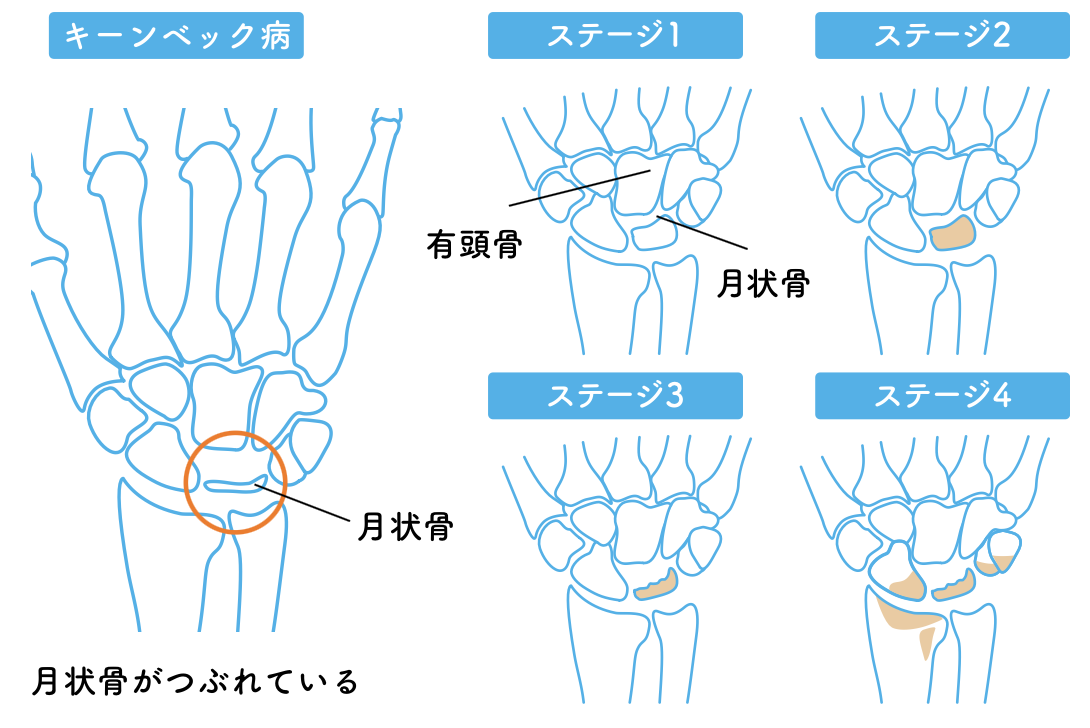 キーンベック病
月状骨
月状骨がつぶれている
ステージ1
有頭骨
月状骨
ステージ2
ステージ3
ステージ4